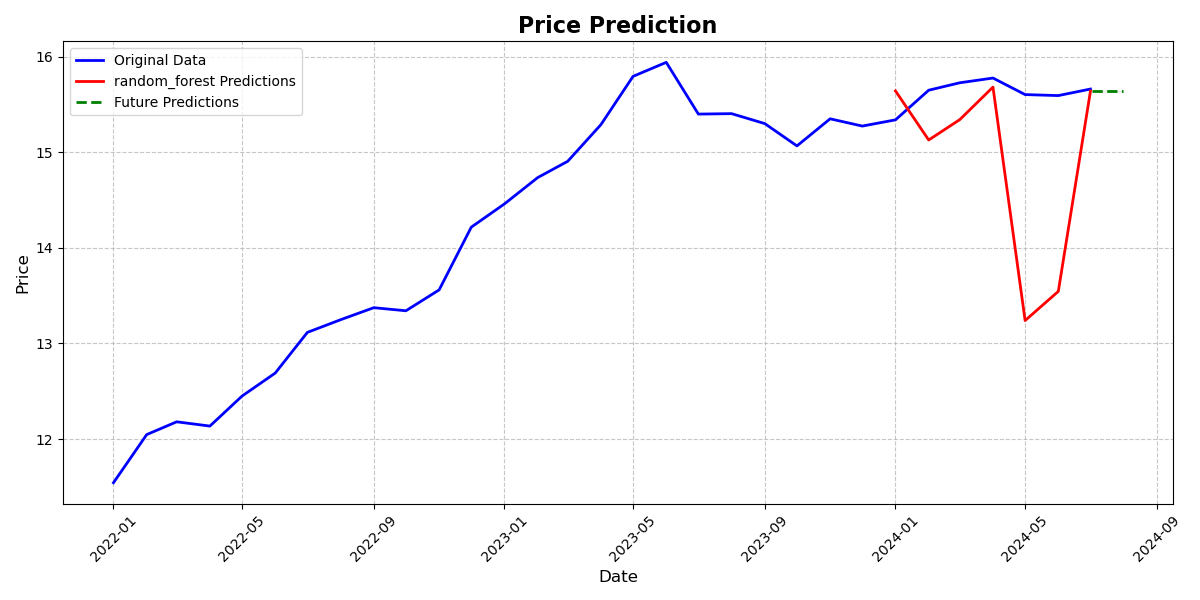 Price Prediction
Original Data
random_forest Predictions
Future Predictions
16
15
14
13
12
Price
2022-01
2022-05
2022-09
2023-01
2023-05
2023-09
2024-01
2024-05
2024-09
Date